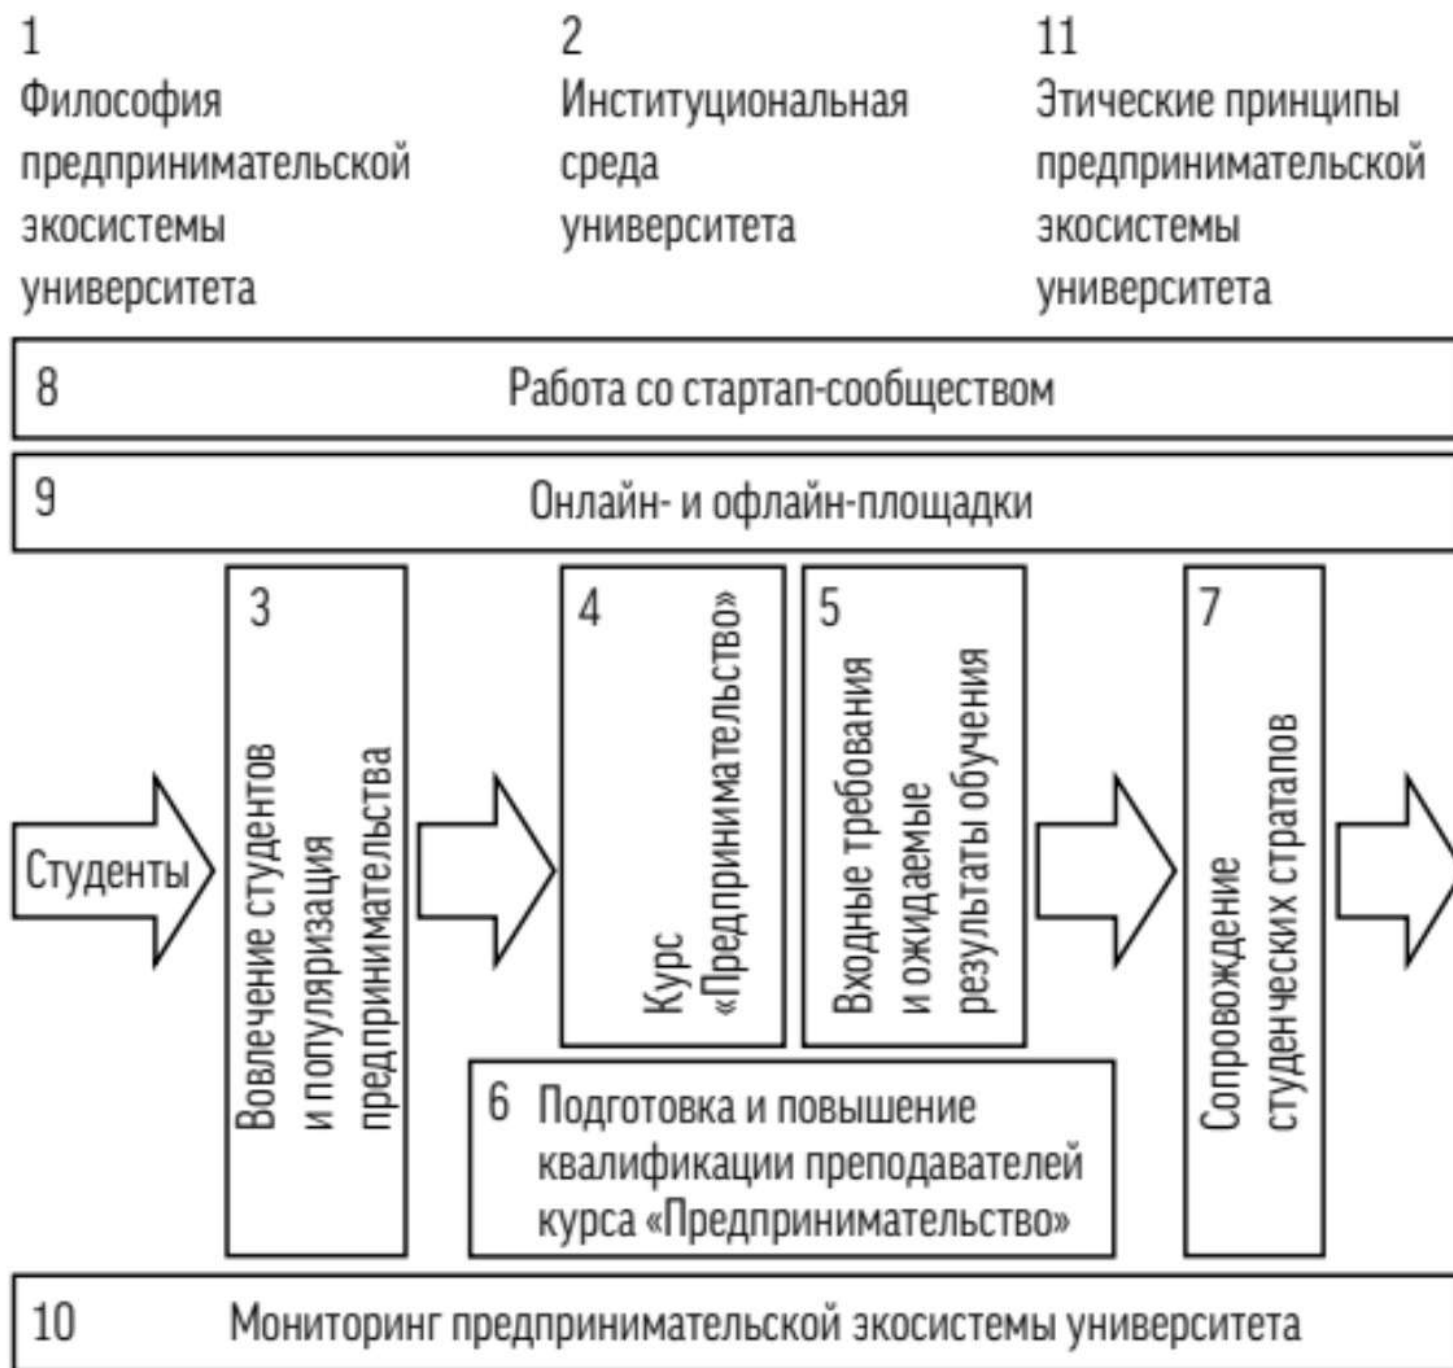 1
Философия
предпринимательской
экосистемы
университета
2
Институциональная
среда
университета
11
Этические принципы
предпринимательской
экосистемы
университета
8 Работа со стартап-сообществом
9 Онлайн- и офлайн-площадки
Студенты
3
Вовлечение студентов
и популяризация
предпринимательства
4
Курс
«Предпринимательство»
5
Входные требования
и ожидаемые
результаты обучения
6 Подготовка и повышение
квалификации преподавателей
курса «Предпринимательство»
7
Сопровождение
студенческих стратапов
10 Мониторинг предпринимательской экосистемы университета